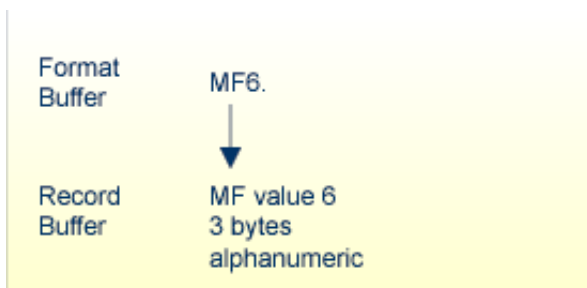 Format
Buffer
MF6.
Record
Buffer
MF value 6
3 bytes
alphanumeric